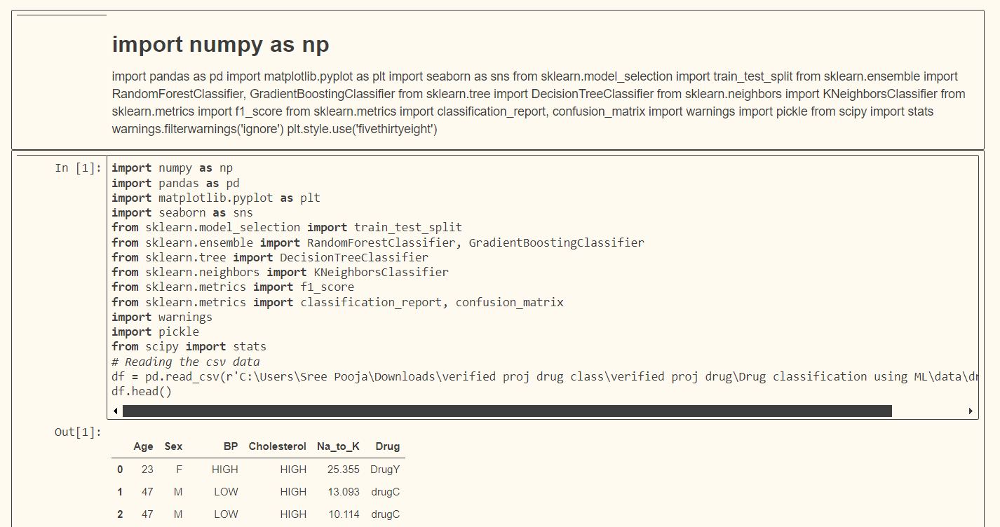 import numpy as np
import pandas as pd import matplotlib.pyplot as plt import seaborn as sns from sklearn.model_selection import train_test_split from sklearn.ensemble import
RandomForestClassifier, GradientBoostingClassifier from sklearn.tree import DecisionTreeClassifier from sklearn.neighbors import KNeighborsClassifier from
sklearn.metrics import f1_score from sklearn.metrics import classification_report, confusion_matrix import warnings import pickle from scipy import stats
warnings.filterwarnings('ignore') plt.style.use('fivethirtyeight')
In [1]: import numpy as np
import pandas as pd
import matplotlib.pyplot as plt
import seaborn as sns
from sklearn.model_selection import train_test_split
from sklearn.ensemble import RandomForestClassifier, GradientBoostingClassifier
from sklearn.tree import DecisionTreeClassifier
from sklearn.neighbors import KNeighborsClassifier
from sklearn.metrics import f1_score
from sklearn.metrics import classification_report, confusion_matrix
import warnings
import pickle
from scipy import stats
# Reading the csv data
df = pd.read_csv(r'C:\Users\Sree Pooja\Downloads\verified proj drug class\verified proj drug\Drug classification using ML\data\dr
df.head()
Out[1]:
Age Sex BP Cholesterol Na_to_K Drug
0 23 F HIGH HIGH 25.355 DrugY
1 47 M LOW HIGH 13.093 drugC
2 47 M LOW HIGH 10.114 drugC